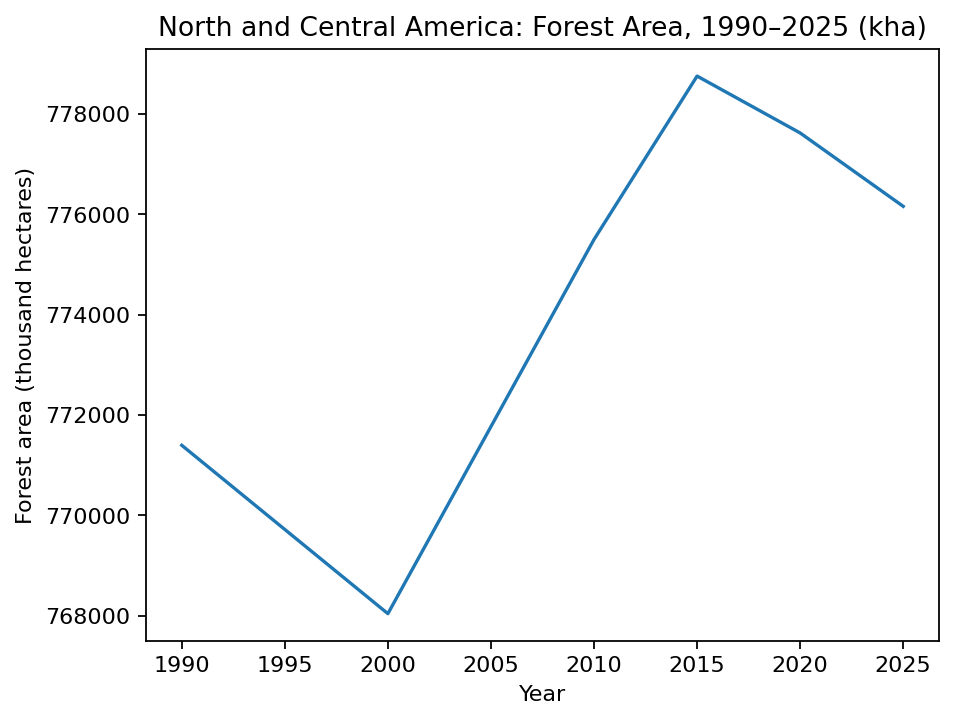 North and Central America: Forest Area, 1990–2025 (kha)
Forest area (thousand hectares)
778000
776000
774000
772000
770000
768000
1990 1995 2000 2005 2010 2015 2020 2025
Year